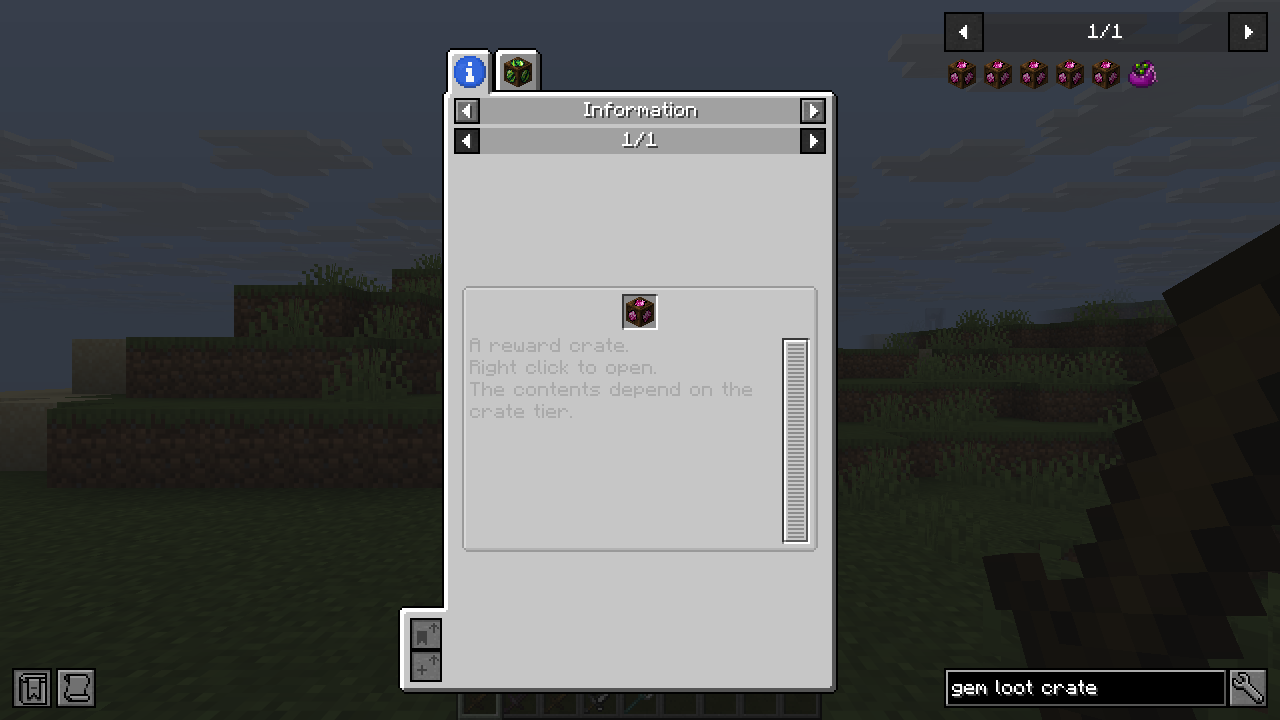 1/1
Information
1/1
A reward crate.
Right click to open.
The contents depend on the
crate tier.
gem loot crate